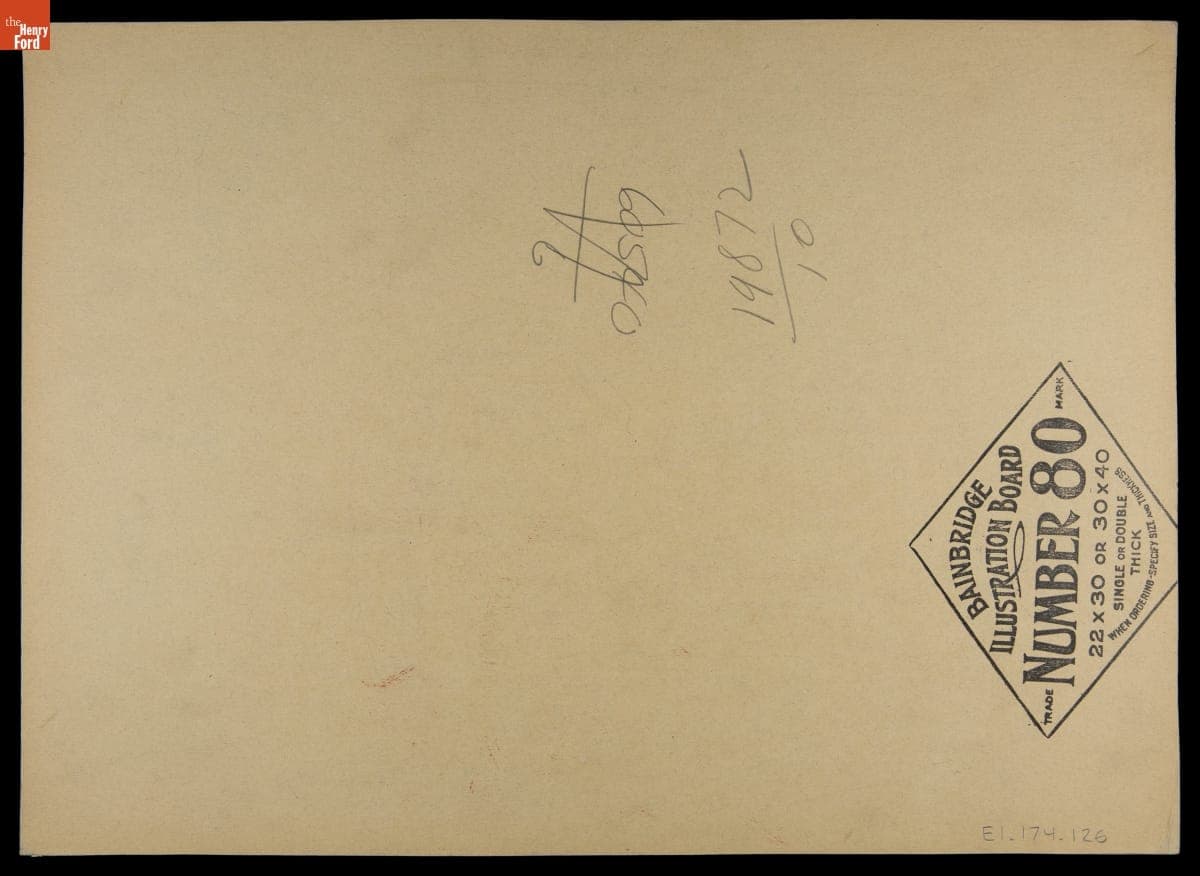 the
Henry
Ford
19872
10
BAINBRIDGE
ILLUSTRATION BOARD
TRADE NUMBER 80 MARK
22 x 30 OR 30 x 40
SINGLE OR DOUBLE
THICK
WHEN ORDERING-SPECIFY SIZE AND THICKNESS
E1.174.126